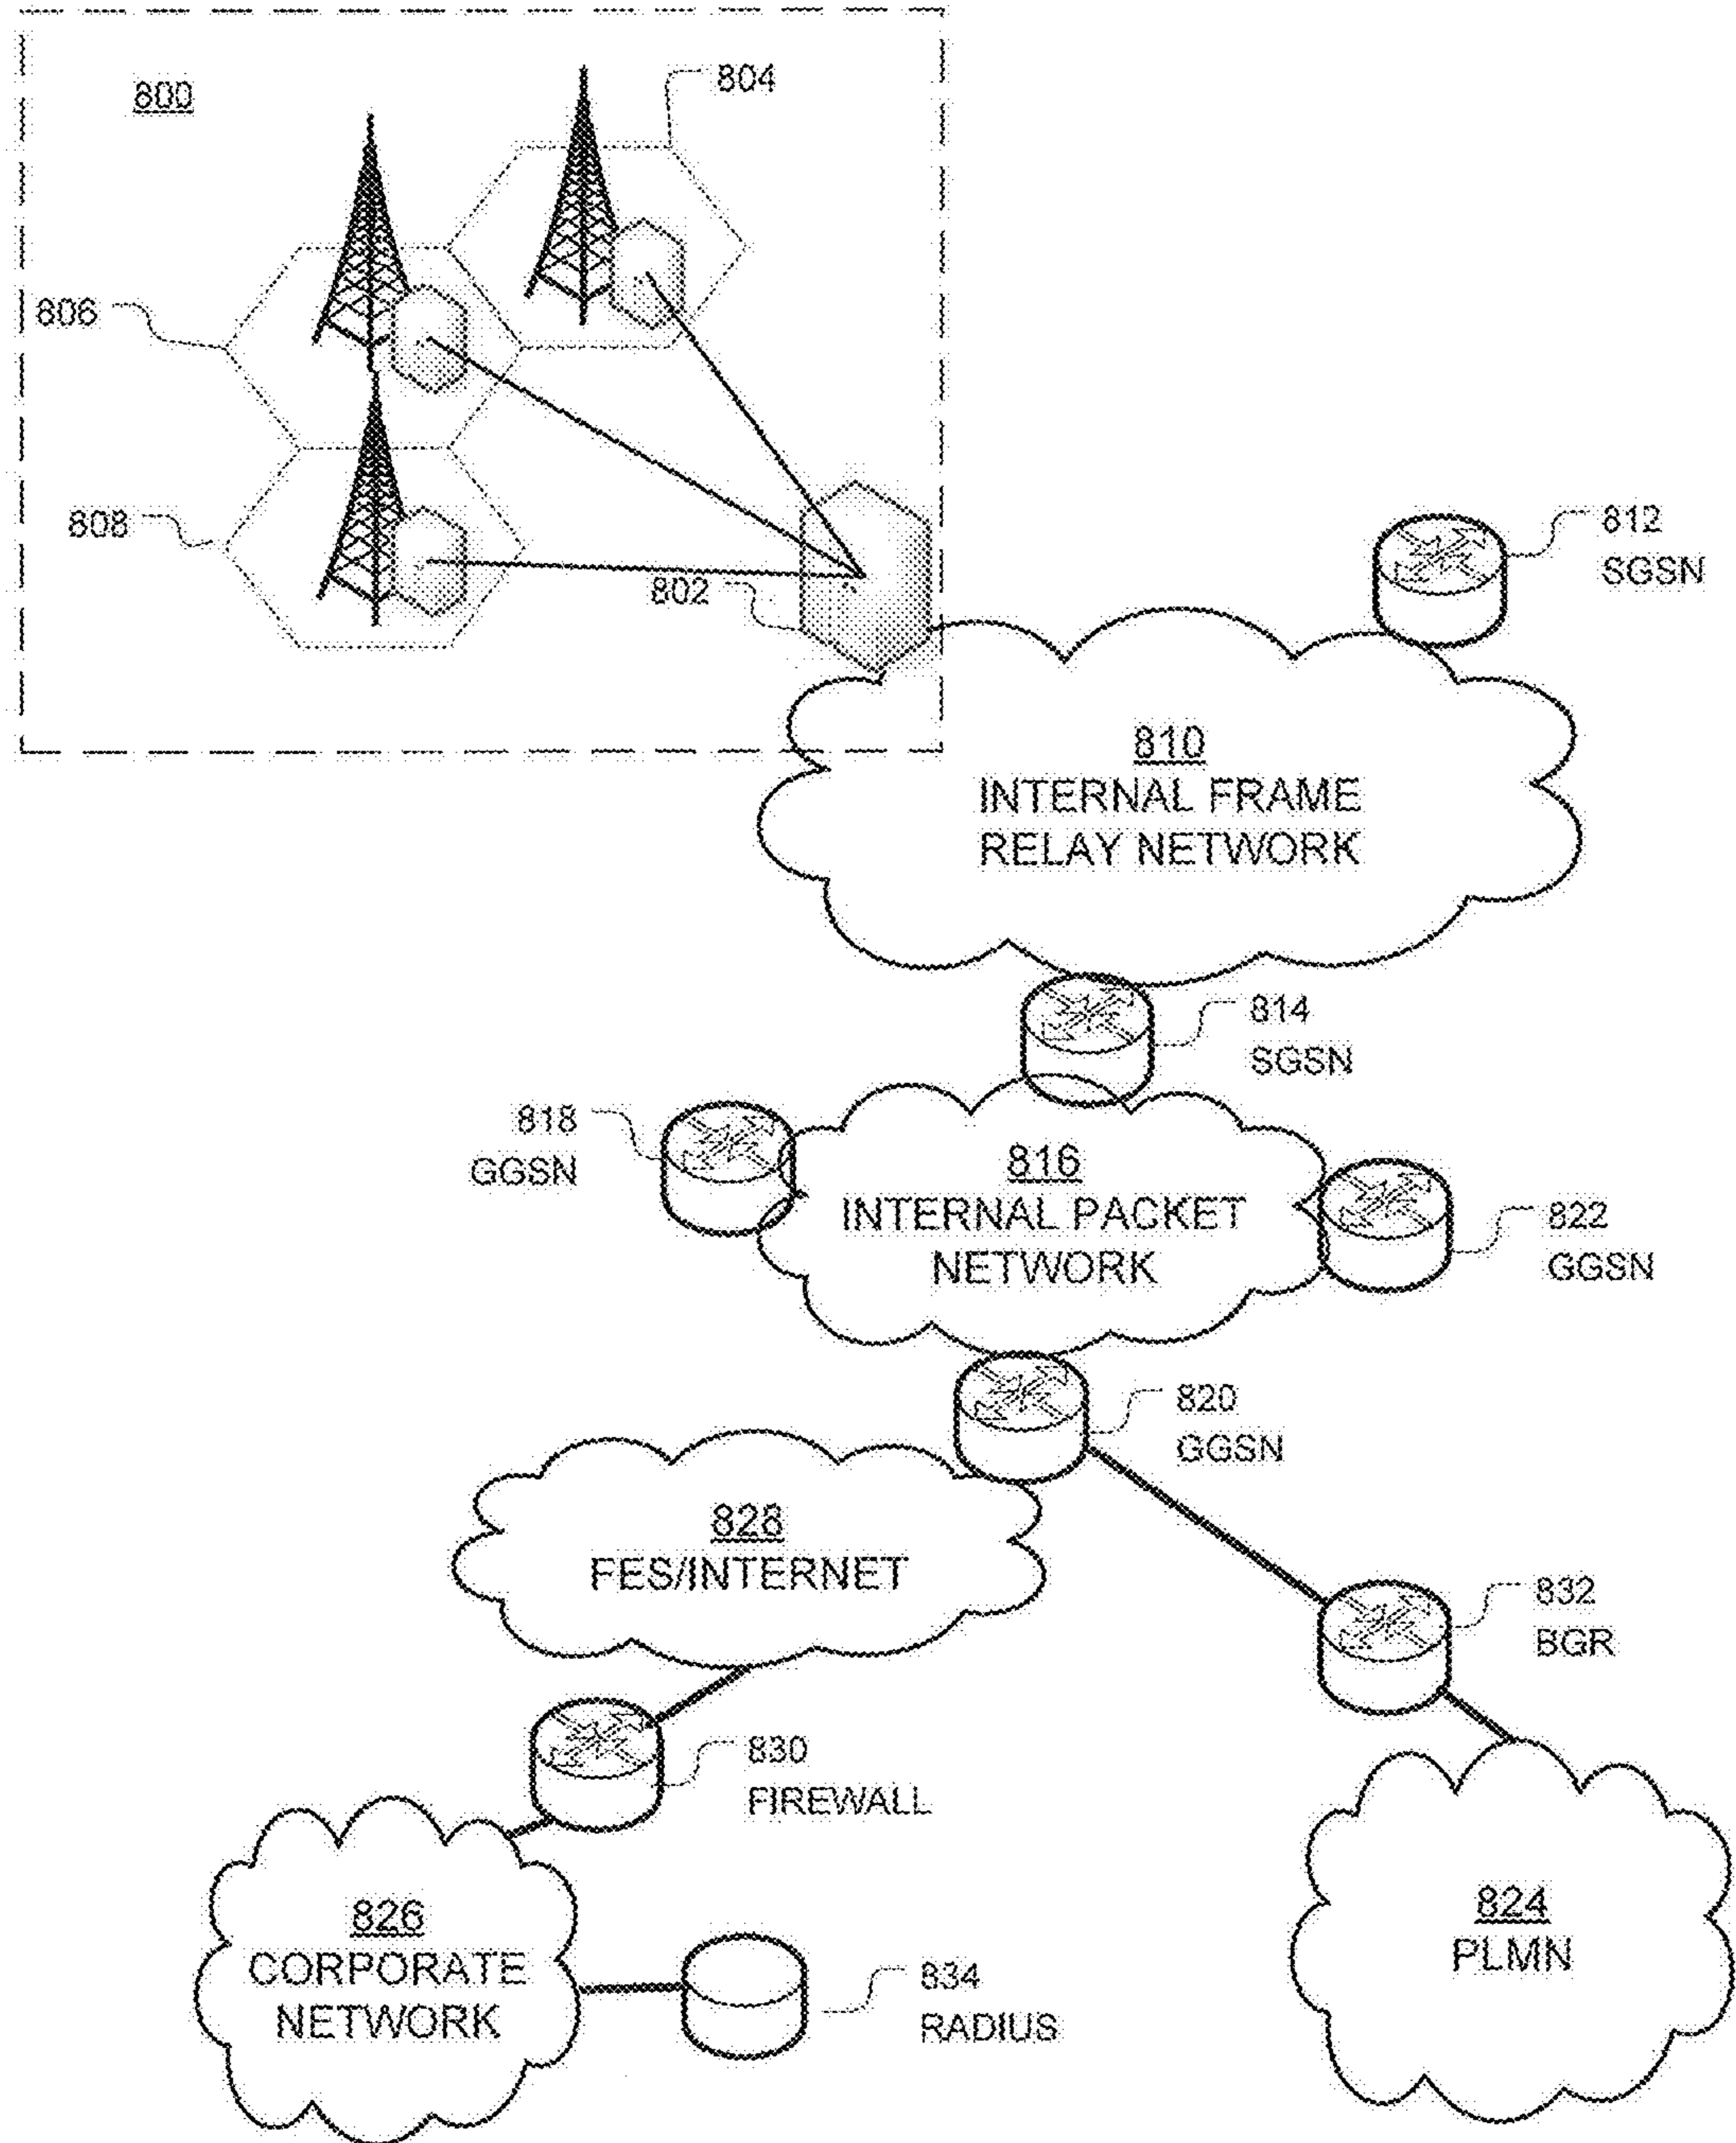 800
804
806
808
802
812
SGSN
810
INTERNAL FRAME
RELAY NETWORK
814
SGSN
818
GGSN
816
INTERNAL PACKET
NETWORK
822
GGSN
820
GGSN
828
FES/INTERNET
832
BGR
830
FIREWALL
826
CORPORATE
NETWORK
834
RADIUS
824
PLMN